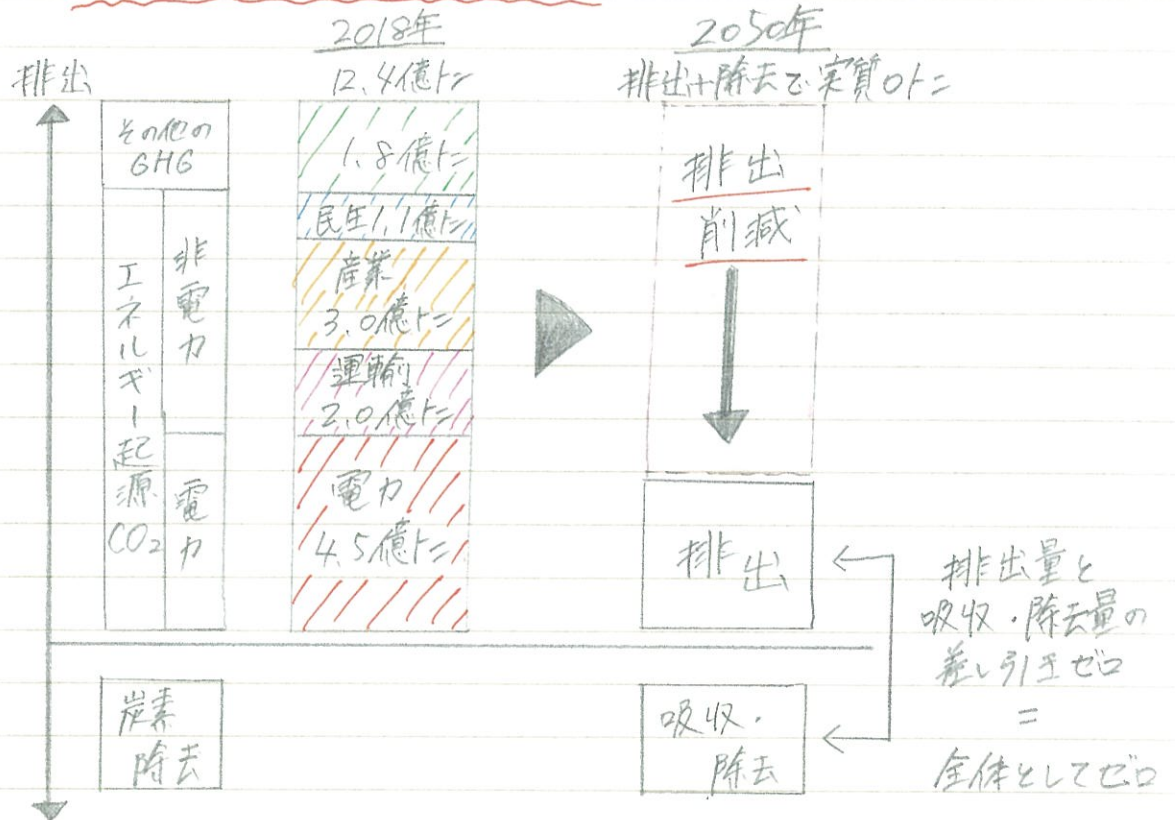 2018年
2050年
排出
12.4億トン
排出+除去で実質0トン
その他の
GHG
1.8億トン
民生1.1億トン
産業
3.0億トン
運輸
2.0億トン
電力
4.5億トン
エネルギー起源
CO2
非電力
電力
排出
削減
排出
排出量と
吸収・除去量の
差し引きゼロ
=
全体としてゼロ
炭素
除去
吸収・
除去